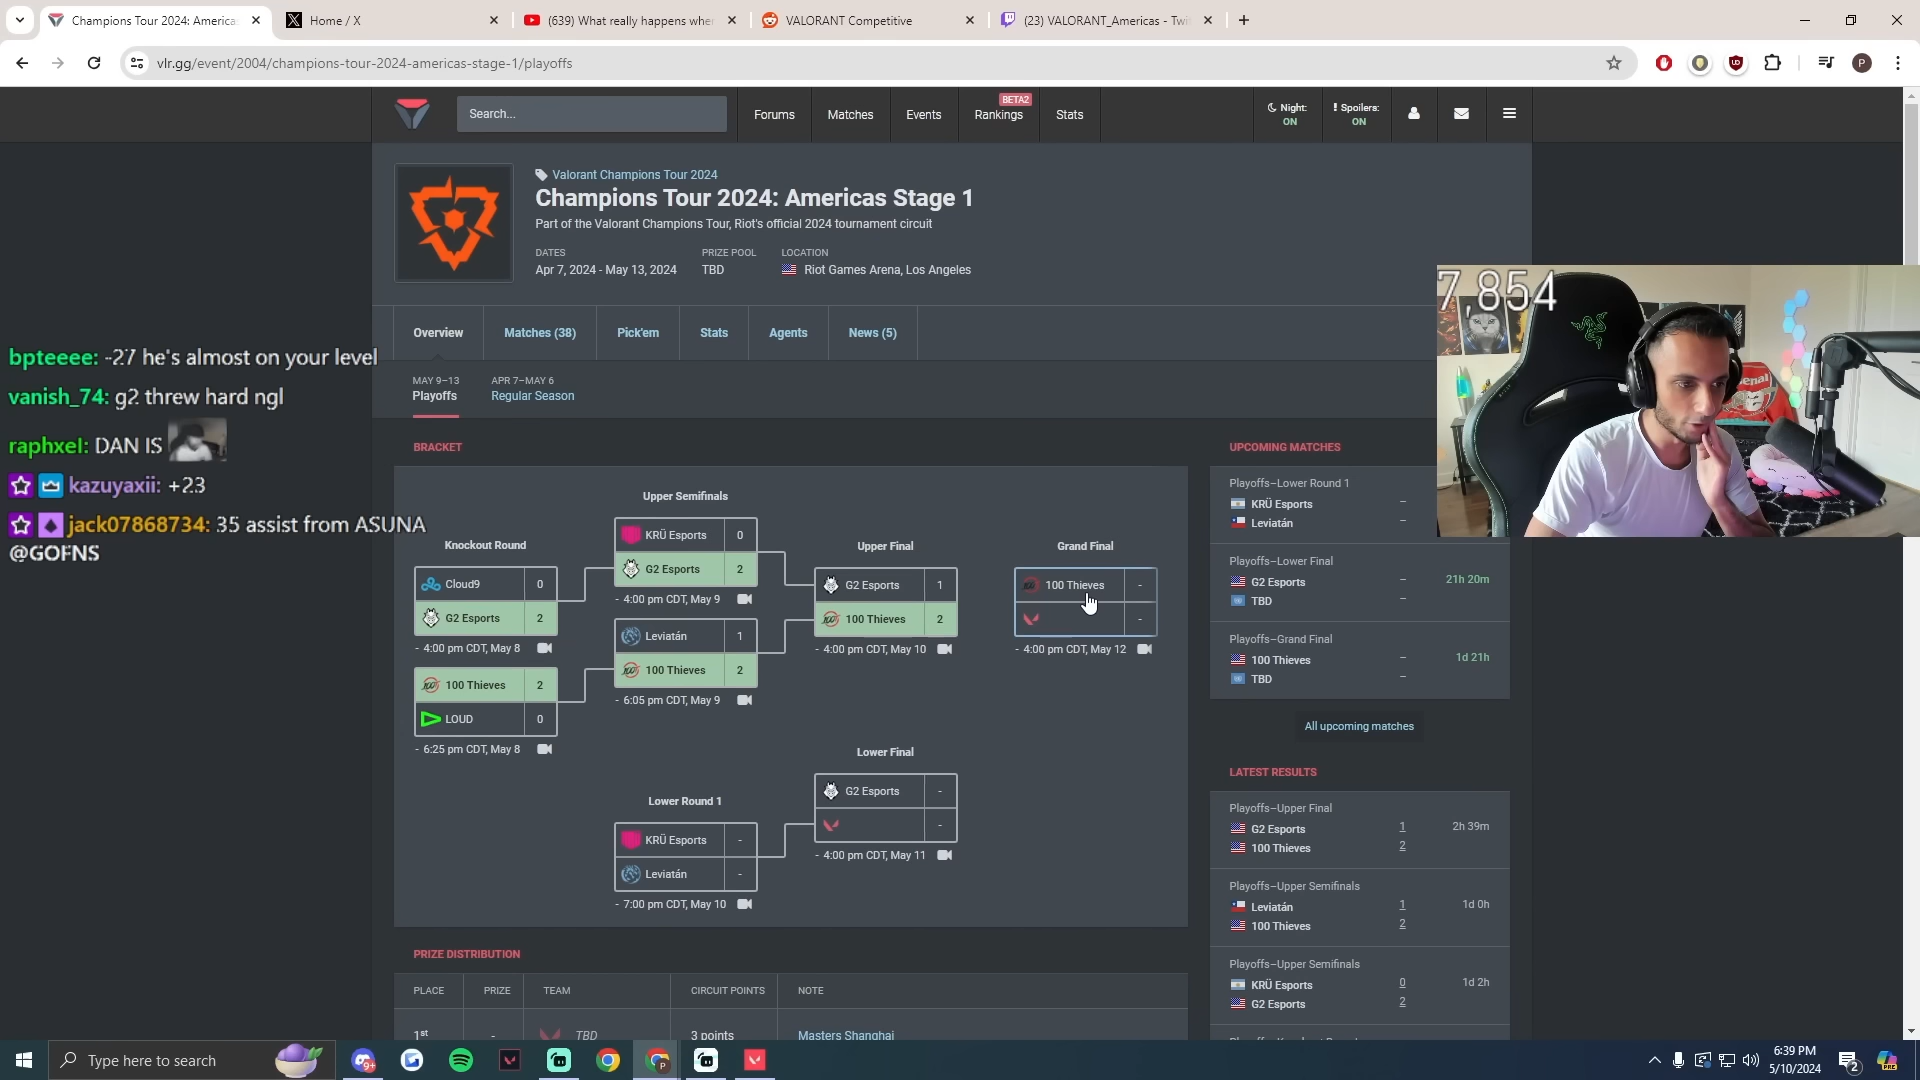 Champions Tour 2024: America
Home / X
(639) What really happens when
VALORANT Competitive
(23) VALORANT_Americas - Twi
vlr.gg/event/2004/champions-tour-2024-americas-stage-1/playoffs
P
Search...
Forums
Matches
Events
BETA2
Rankings
Stats
Night:
ON
! Spoilers:
ON
Valorant Champions Tour 2024
Champions Tour 2024: Americas Stage 1
Part of the Valorant Champions Tour, Riot's official 2024 tournament circuit
DATES
Apr 7, 2024 - May 13, 2024
PRIZE POOL
TBD
LOCATION
Riot Games Arena, Los Angeles
7,854
Overview
Matches (38)
Pick'em
Stats
Agents
News (5)
MAY 9–13
Playoffs
APR 7–MAY 6
Regular Season
bpteeee: -27 he's almost on your level
vanish_74: g2 threw hard ngl
raphxel: DAN IS
kazuyaxii: +23
jack07868734: 35 assist from ASUNA
@GOFNS
BRACKET
Knockout Round
Cloud9 0
G2 Esports 2
- 4:00 pm CDT, May 8
100 Thieves 2
LOUD 0
- 6:25 pm CDT, May 8
Upper Semifinals
KRÜ Esports 0
G2 Esports 2
- 4:00 pm CDT, May 9
Leviatán 1
100 Thieves 2
- 6:05 pm CDT, May 9
Upper Final
G2 Esports 1
100 Thieves 2
- 4:00 pm CDT, May 10
Grand Final
100 Thieves -
-
- 4:00 pm CDT, May 12
Lower Round 1
KRÜ Esports -
Leviatán -
- 7:00 pm CDT, May 10
Lower Final
G2 Esports -
-
- 4:00 pm CDT, May 11
UPCOMING MATCHES
Playoffs–Lower Round 1
KRÜ Esports –
Leviatán –
Playoffs–Lower Final
G2 Esports –
21h 20m
TBD –
Playoffs–Grand Final
100 Thieves –
1d 21h
TBD –
All upcoming matches
LATEST RESULTS
Playoffs–Upper Final
G2 Esports 1
2h 39m
100 Thieves 2
Playoffs–Upper Semifinals
Leviatán 1
1d 0h
100 Thieves 2
Playoffs–Upper Semifinals
KRÜ Esports 0
1d 2h
G2 Esports 2
PRIZE DISTRIBUTION
PLACE PRIZE TEAM CIRCUIT POINTS NOTE
1st - TBD 3 points Masters Shanghai
Type here to search
9+
P
6:39 PM
5/10/2024
2
PRE